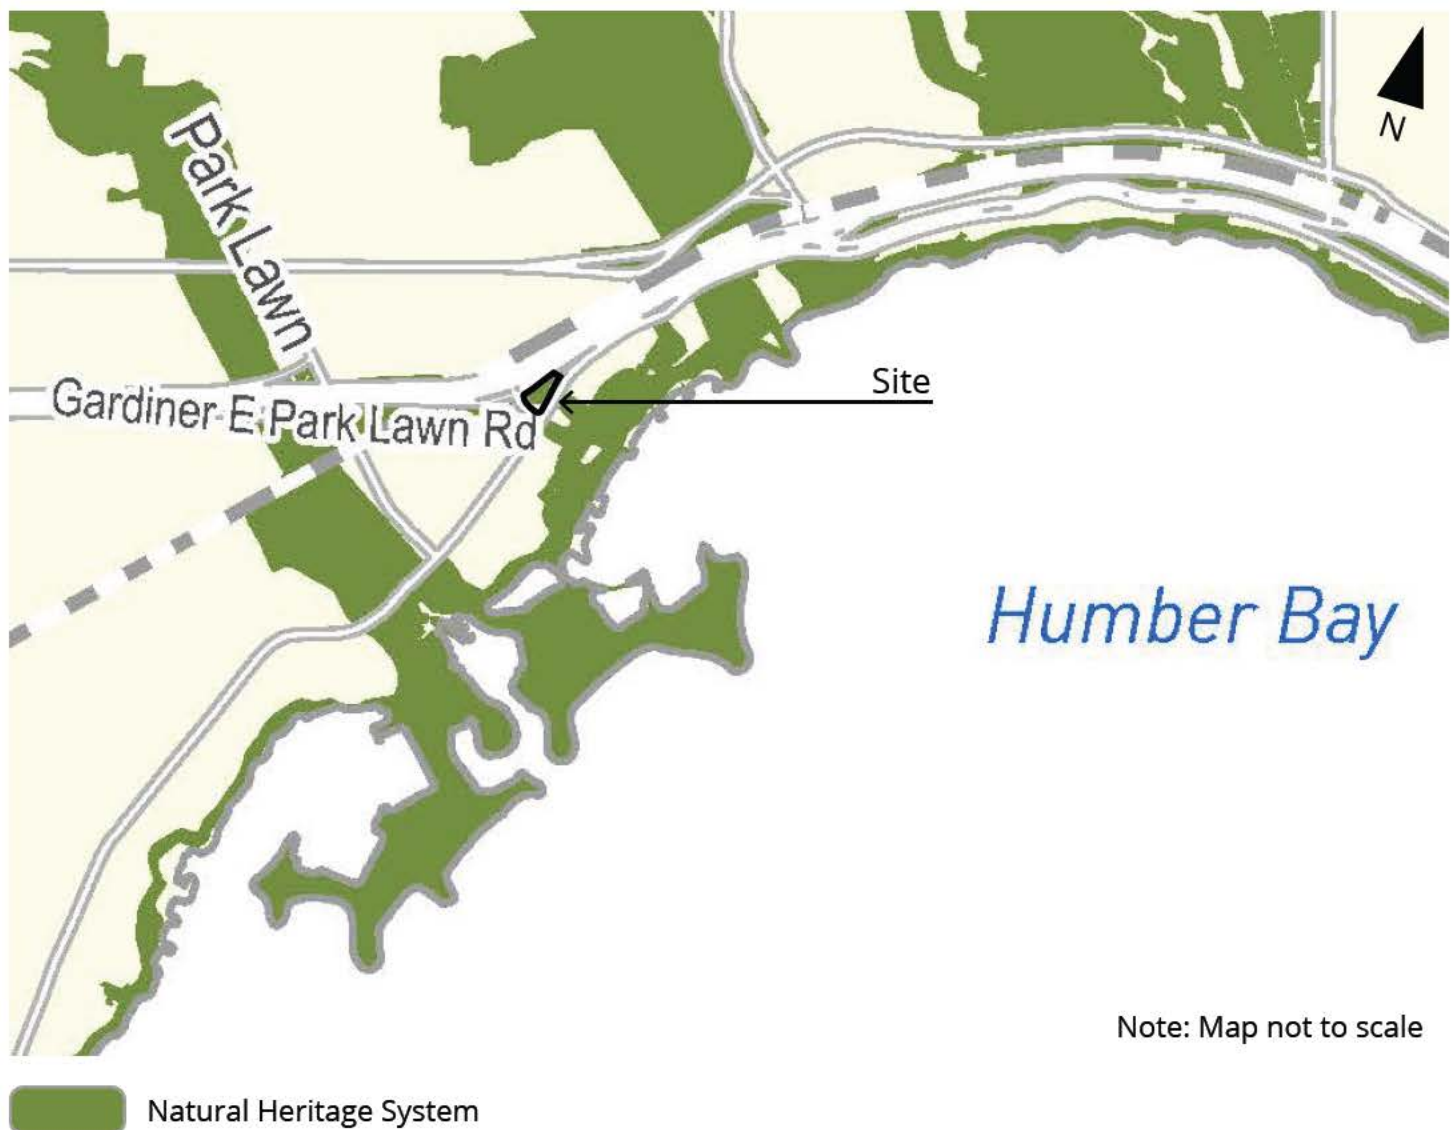 N
Park Lawn
Site
Gardiner E Park Lawn Rd
Humber Bay
Note: Map not to scale
Natural Heritage System